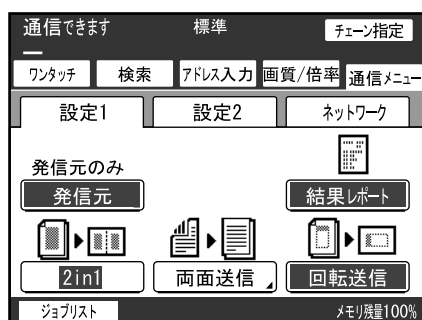 通信できます 標準 チェーン指定
ワンタッチ 検索 アドレス入力 画質/倍率 通信メニュー
設定1 設定2 ネットワーク
発信元のみ
発信元 結果レポート
2in1 両面送信 回転送信
ジョブリスト メモリ残量100%